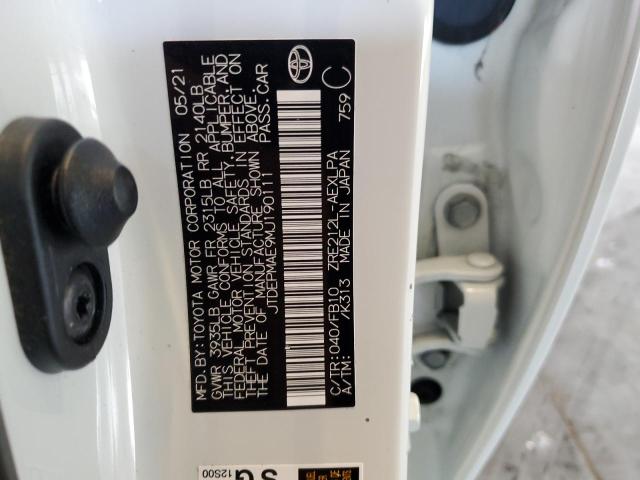 MFD.BY:TOYOTA MOTOR CORPORATION 05/21
GVWR 3935LB GAWR FR 2315LB RR 2140LB
THIS VEHICLE CONFORMS TO ALL APPLICABLE
FEDERAL MOTOR VEHICLE SAFETY, BUMPER, AND
THEFT PREVENTION STANDARDS IN EFFECT ON
THE DATE OF MANUFACTURE SHOWN ABOVE.
JTDEPMAE9MJ190111 PASS.CAR
C/TR:040/FB10 ZRE212L-AEXLPA
A/TM: /K313 MADE IN JAPAN 759 C
SG
12S00